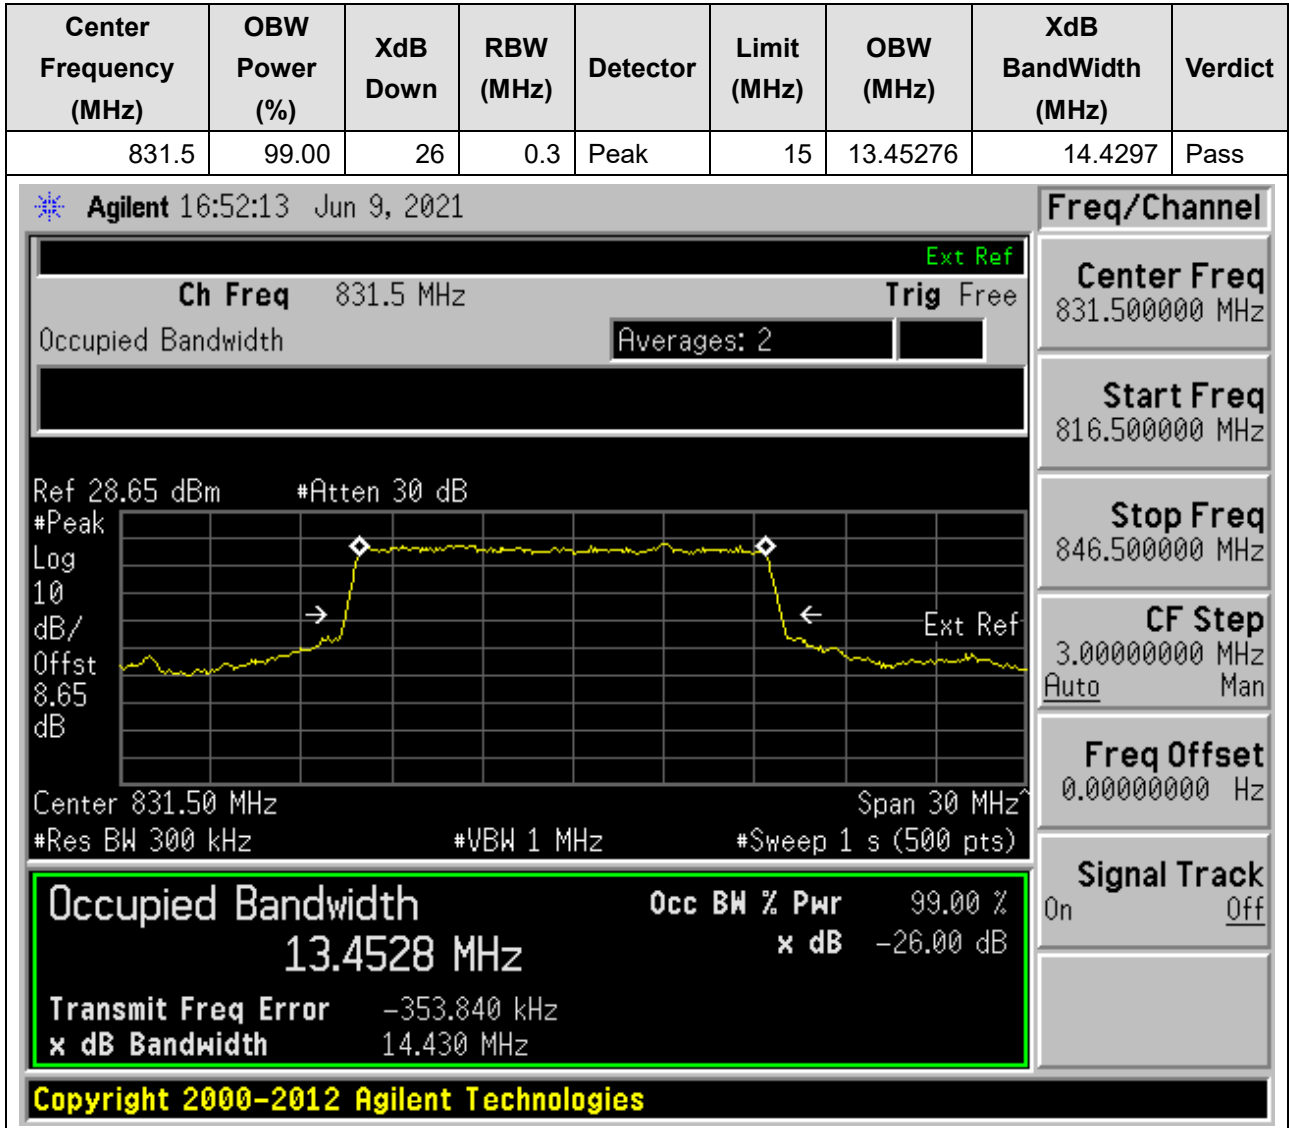 Center Frequency (MHz) OBW Power (%) XdB Down RBW (MHz) Detector Limit (MHz) OBW (MHz) XdB BandWidth (MHz) Verdict
831.5 99.00 26 0.3 Peak 15 13.45276 14.4297 Pass
Agilent 16:52:13 Jun 9, 2021
Ext Ref
Ch Freq 831.5 MHz Trig Free
Occupied Bandwidth Averages: 2
Ref 28.65 dBm #Atten 30 dB
#Peak
Log
10
dB/
Offst
8.65
dB
Ext Ref
Center 831.50 MHz Span 30 MHz^
#Res BW 300 kHz #VBW 1 MHz #Sweep 1 s (500 pts)
Occupied Bandwidth Occ BW % Pwr 99.00 %
13.4528 MHz x dB -26.00 dB
Transmit Freq Error -353.840 kHz
x dB Bandwidth 14.430 MHz
Copyright 2000-2012 Agilent Technologies
Freq/Channel
Center Freq
831.500000 MHz
Start Freq
816.500000 MHz
Stop Freq
846.500000 MHz
CF Step
3.00000000 MHz
Auto Man
Freq Offset
0.00000000 Hz
Signal Track
On Off